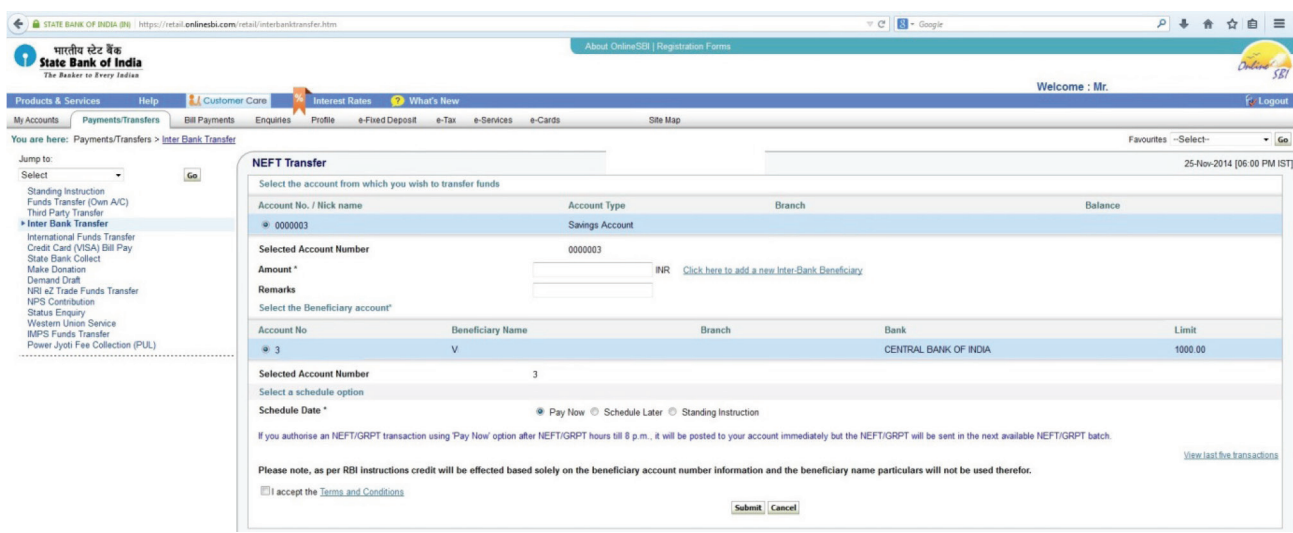 STATE BANK OF INDIA (IN) https://retail.onlinesbi.com/retail/interbanktransfer.htm
Google
भारतीय स्टेट बैंक
State Bank of India
The Banker to Every Indian
About OnlineSBI | Registration Forms
Online SBI
Welcome : Mr.
Products & Services Help Customer Care Interest Rates What's New Logout
My Accounts Payments/Transfers Bill Payments Enquiries Profile e-Fixed Deposit e-Tax e-Services e-Cards Site Map
You are here: Payments/Transfers > Inter Bank Transfer Favourites --Select-- Go
Jump to:
Select Go
Standing Instruction
Funds Transfer (Own A/C)
Third Party Transfer
Inter Bank Transfer
International Funds Transfer
Credit Card (VISA) Bill Pay
State Bank Collect
Make Donation
Demand Draft
NRI eZ Trade Funds Transfer
NPS Contribution
Status Enquiry
Western Union Service
IMPS Funds Transfer
Power Jyoti Fee Collection (PUL)
NEFT Transfer 25-Nov-2014 [06:00 PM IST]
Select the account from which you wish to transfer funds
Account No. / Nick name Account Type Branch Balance
0000003 Savings Account
Selected Account Number 0000003
Amount * INR Click here to add a new Inter-Bank Beneficiary
Remarks
Select the Beneficiary account*
Account No Beneficiary Name Branch Bank Limit
3 V CENTRAL BANK OF INDIA 1000.00
Selected Account Number 3
Select a schedule option
Schedule Date * Pay Now Schedule Later Standing Instruction
If you authorise an NEFT/GRPT transaction using 'Pay Now' option after NEFT/GRPT hours till 8 p.m., it will be posted to your account immediately but the NEFT/GRPT will be sent in the next available NEFT/GRPT batch.
View last five transactions
Please note, as per RBI instructions credit will be effected based solely on the beneficiary account number information and the beneficiary name particulars will not be used therefor.
I accept the Terms and Conditions
Submit Cancel